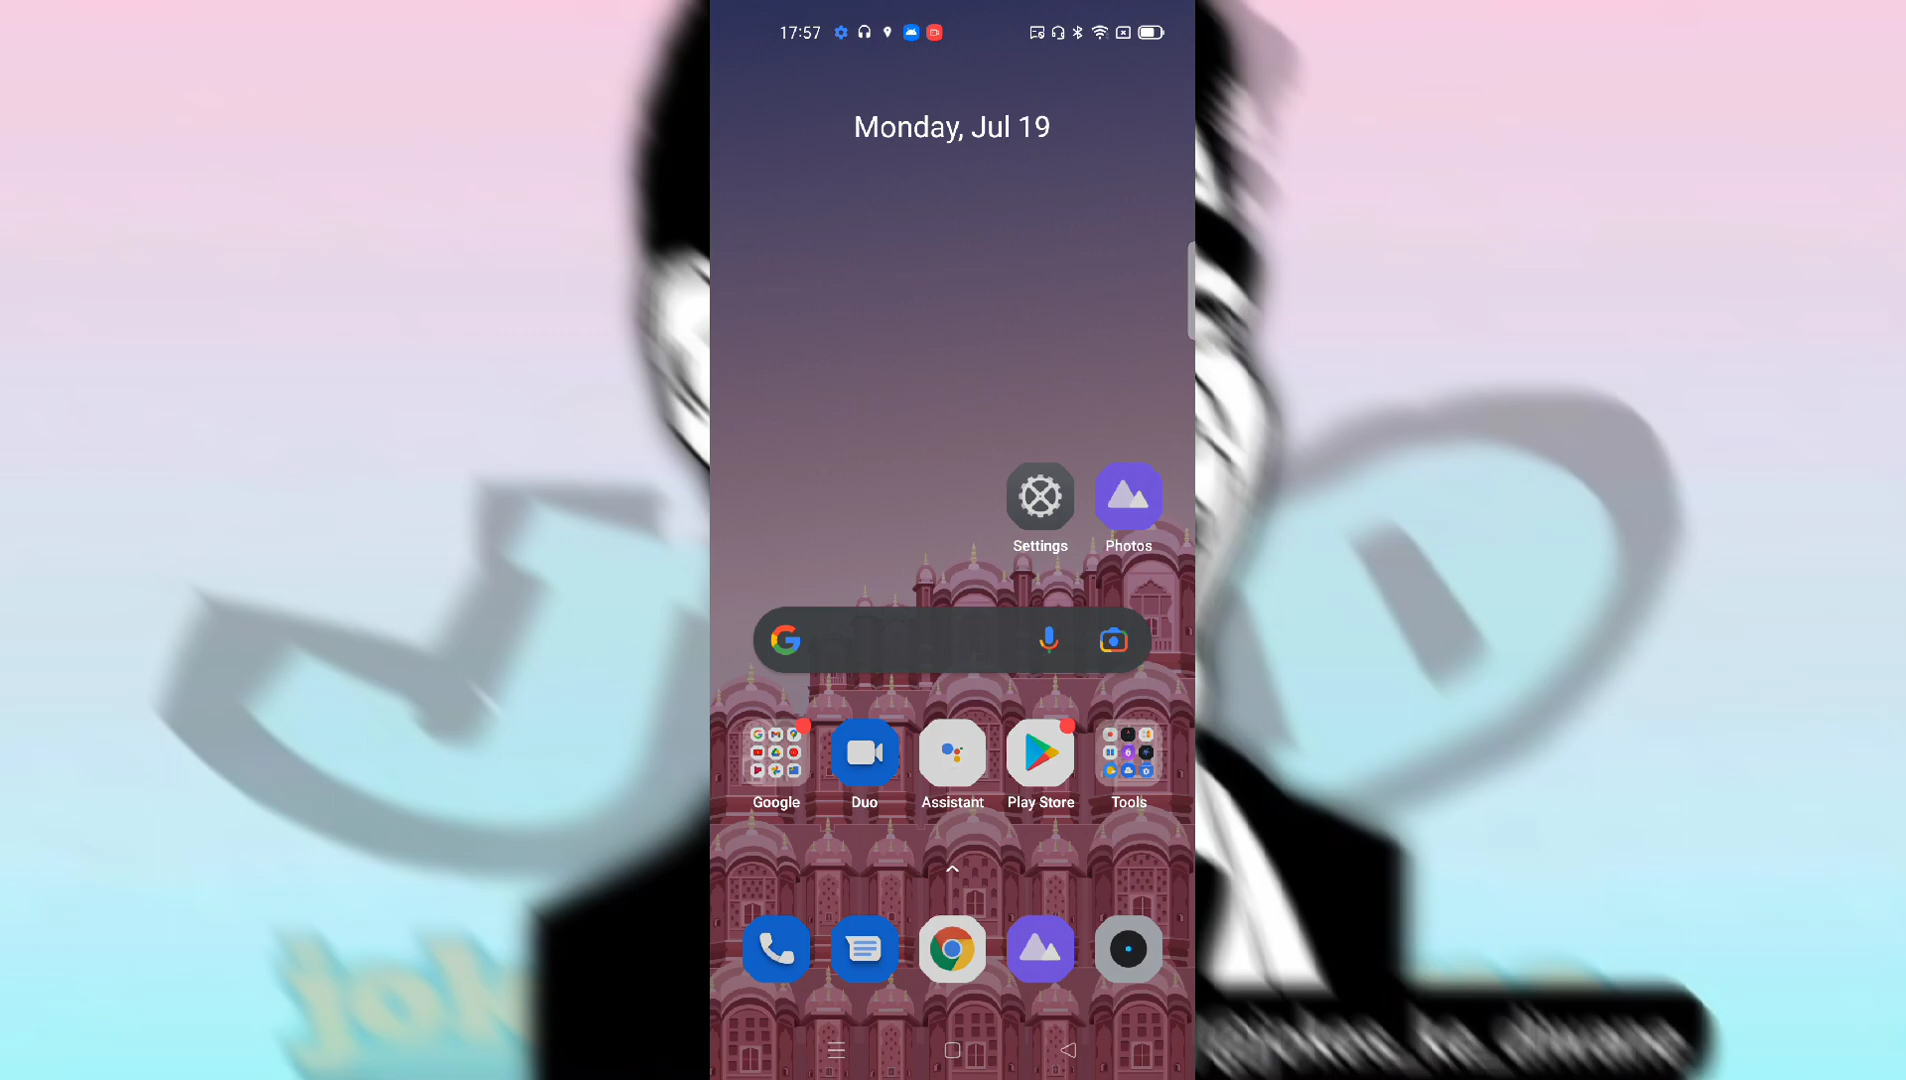 17:57
Monday, Jul 19
Settings Photos
Google Duo Assistant Play Store Tools